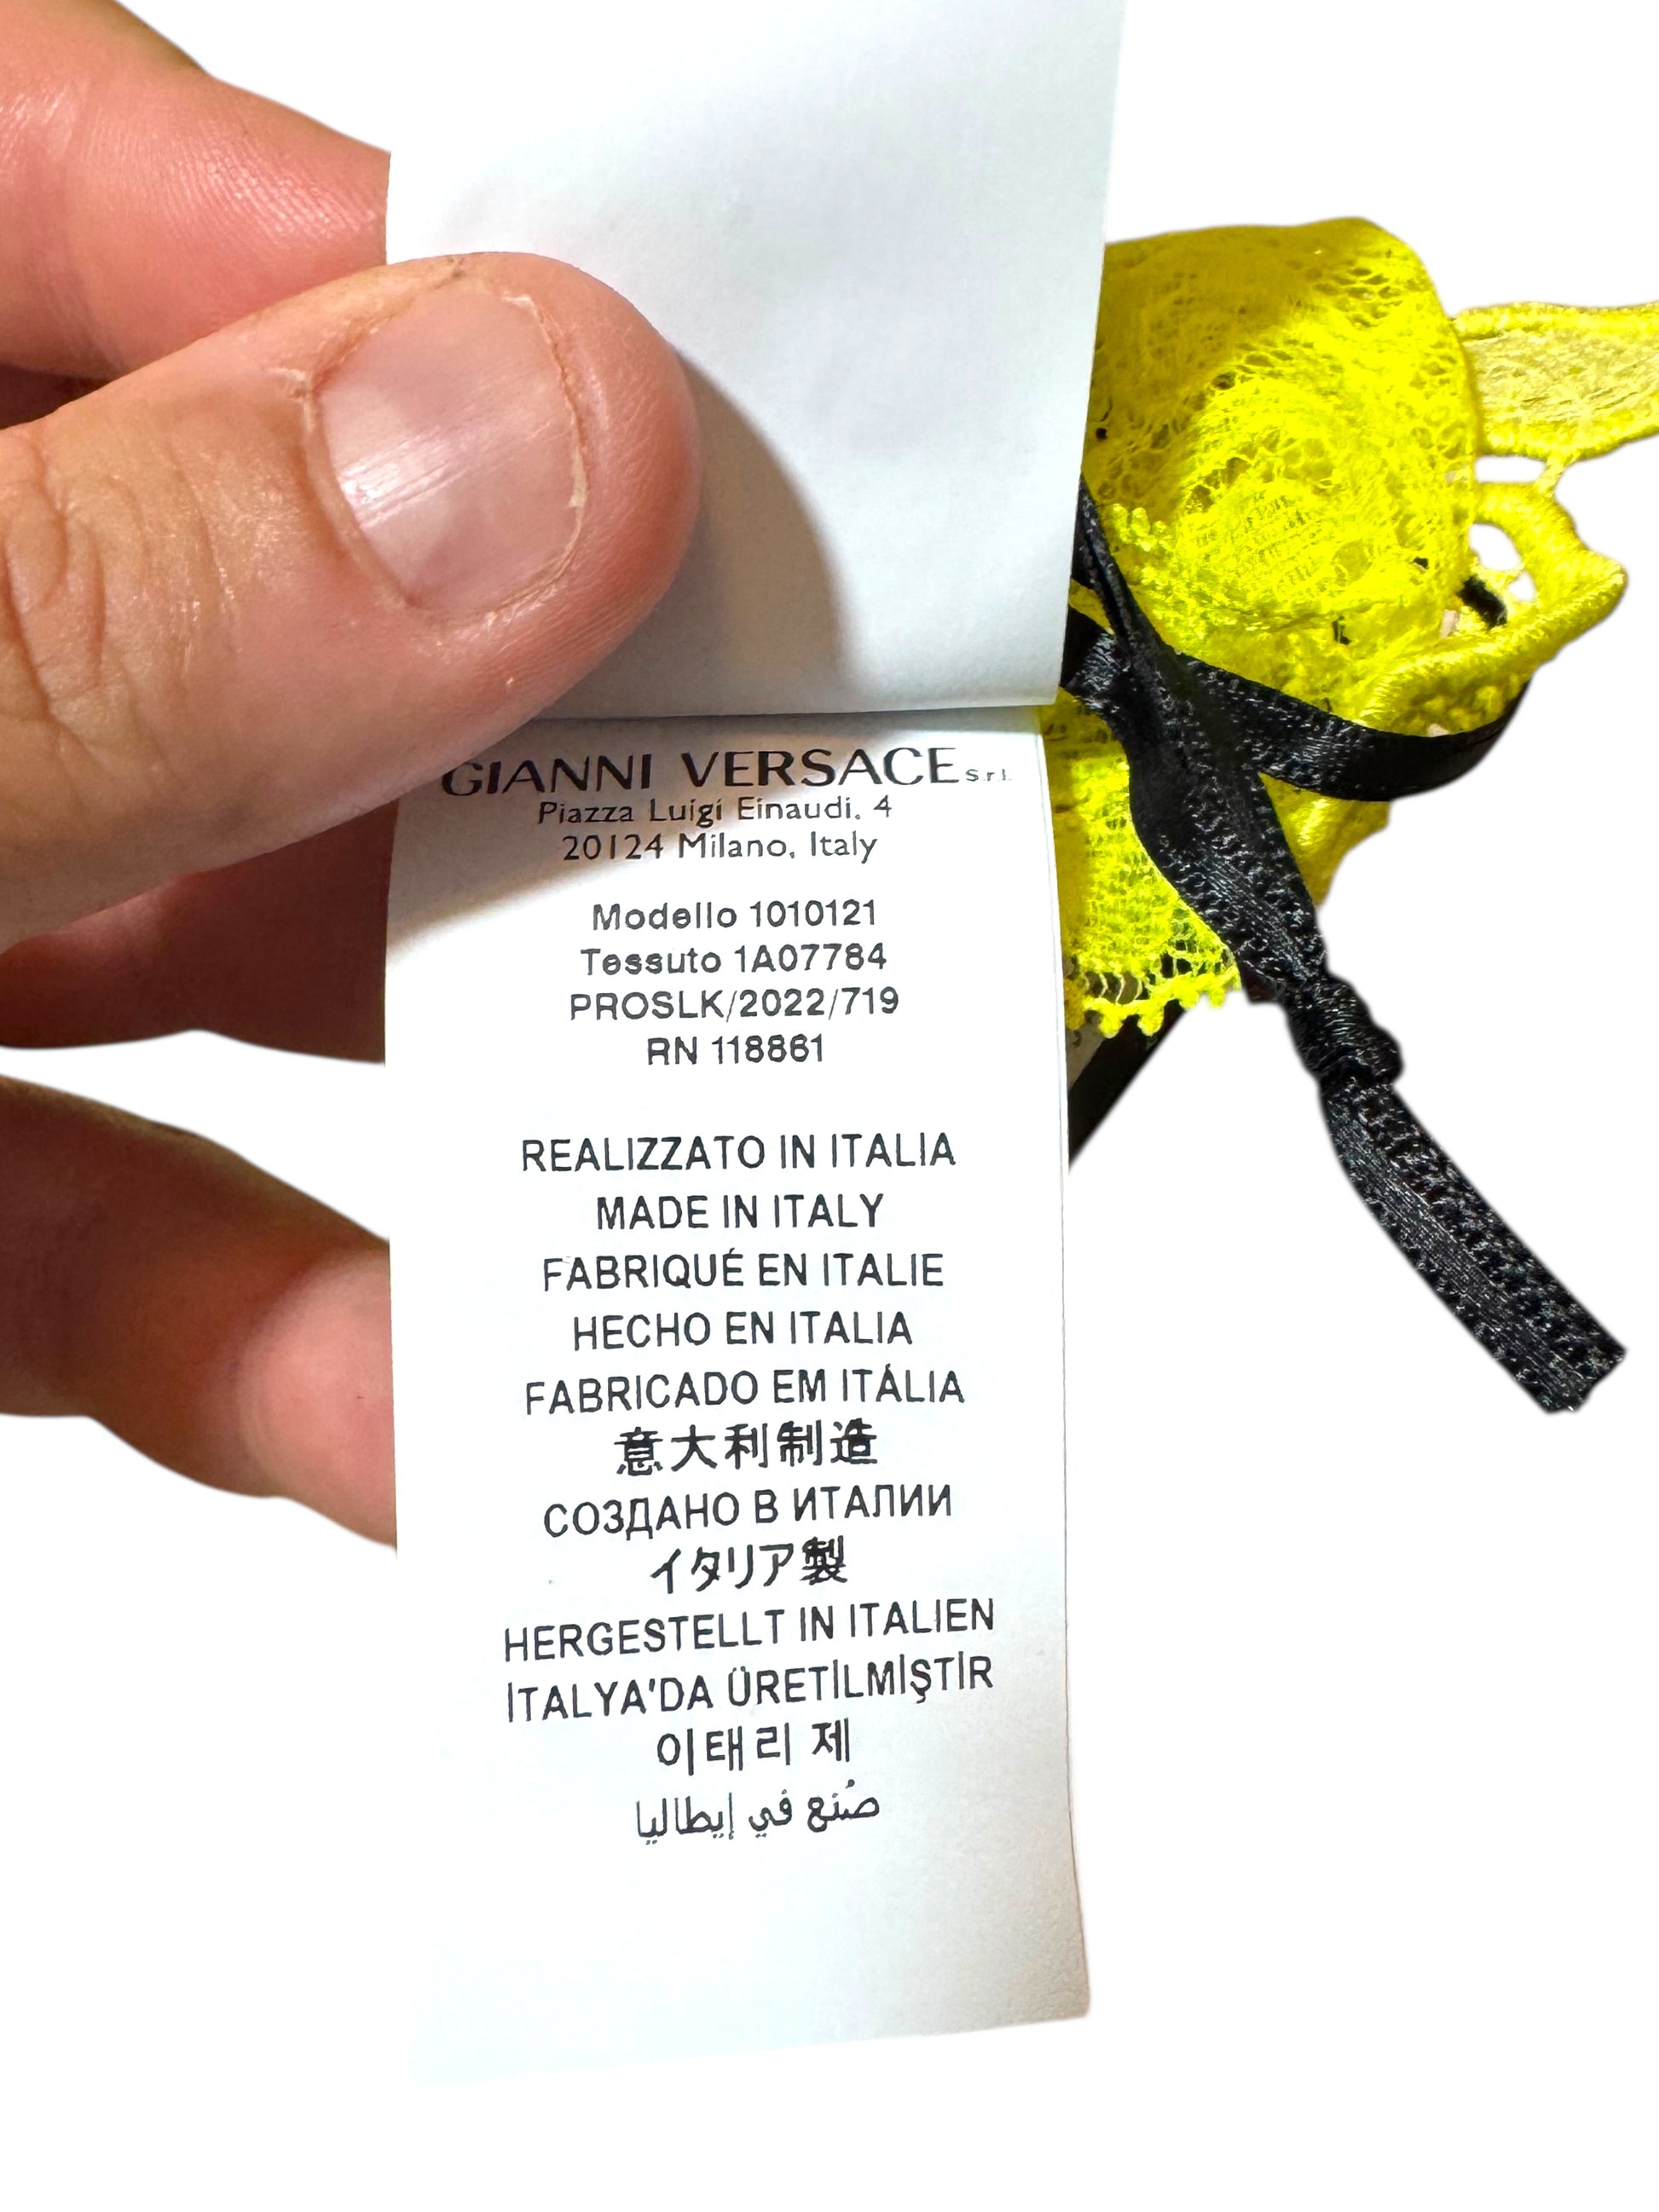 GIANNI VERSACE s.r.l.
Piazza Luigi Einaudi, 4
20124 Milano, Italy
Modello 1010121
Tessuto 1A07784
PROSLK/2022/719
RN 118861
REALIZZATO IN ITALIA
MADE IN ITALY
FABRIQUÉ EN ITALIE
HECHO EN ITALIA
FABRICADO EM ITÁLIA
意大利制造
СОЗДАНО В ИТАЛИИ
イタリア製
HERGESTELLT IN ITALIEN
İTALYA'DA ÜRETİLMİŞTİR
이태리 제
صُنع في إيطاليا